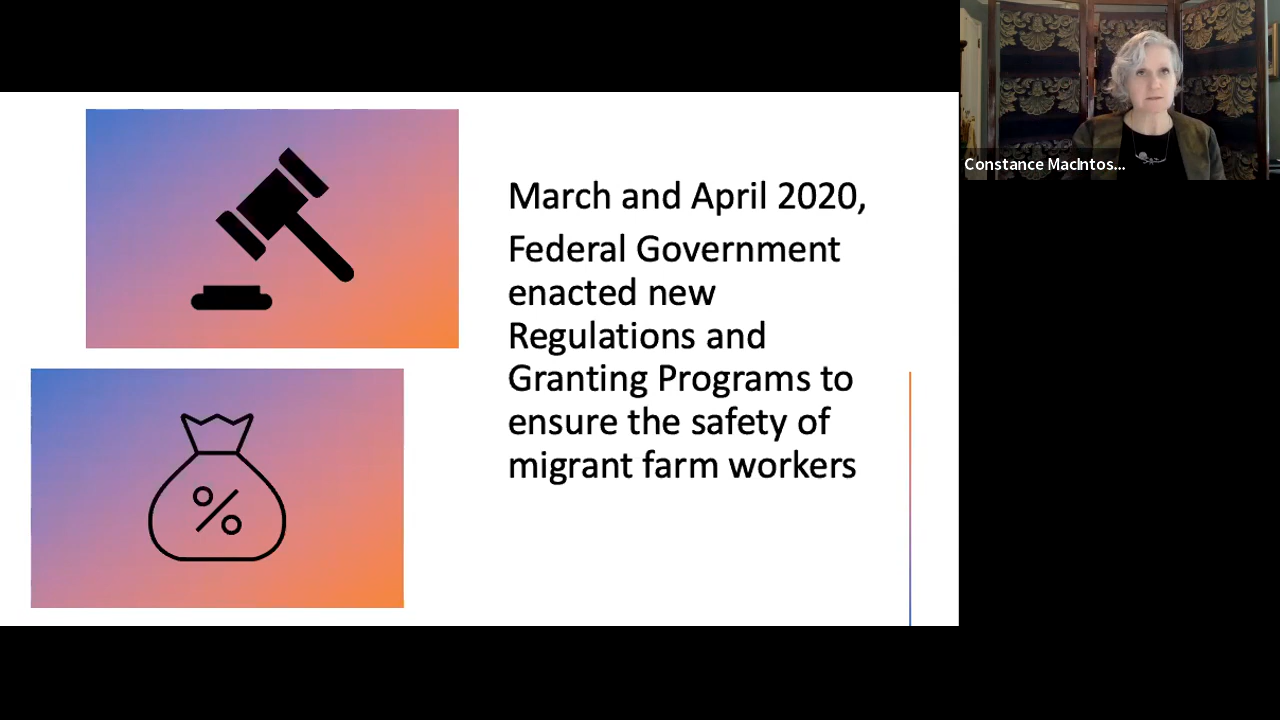 March and April 2020,
Federal Government
enacted new
Regulations and
Granting Programs to
ensure the safety of
migrant farm workers
%
Constance MacIntos...